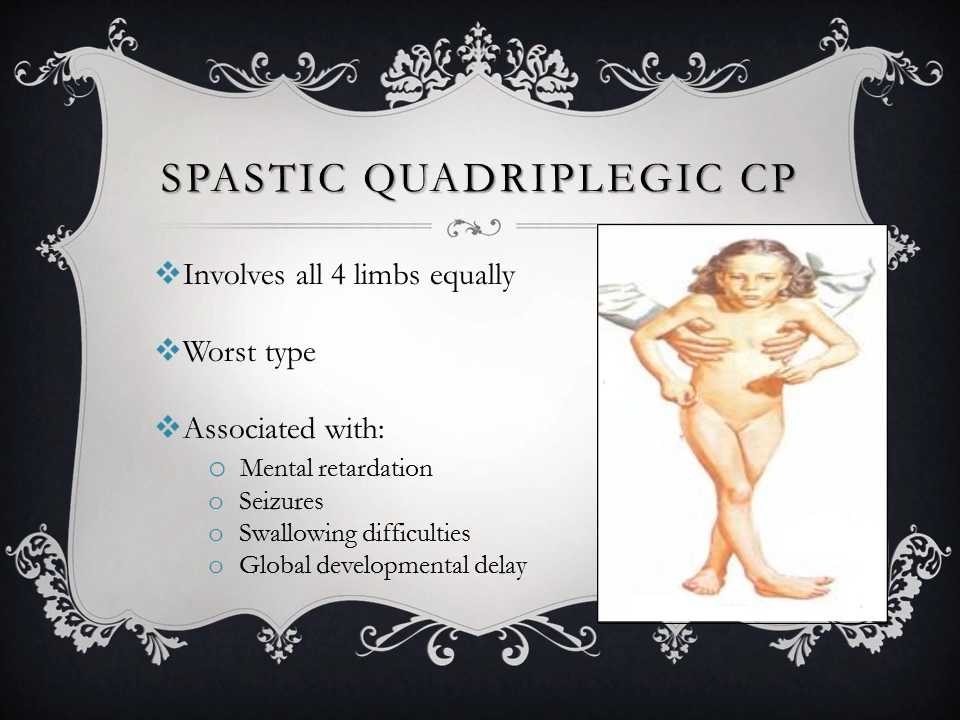 SPASTIC QUADRIPLEGIC CP
Involves all 4 limbs equally
Worst type
Associated with:
Mental retardation
Seizures
Swallowing difficulties
Global developmental delay